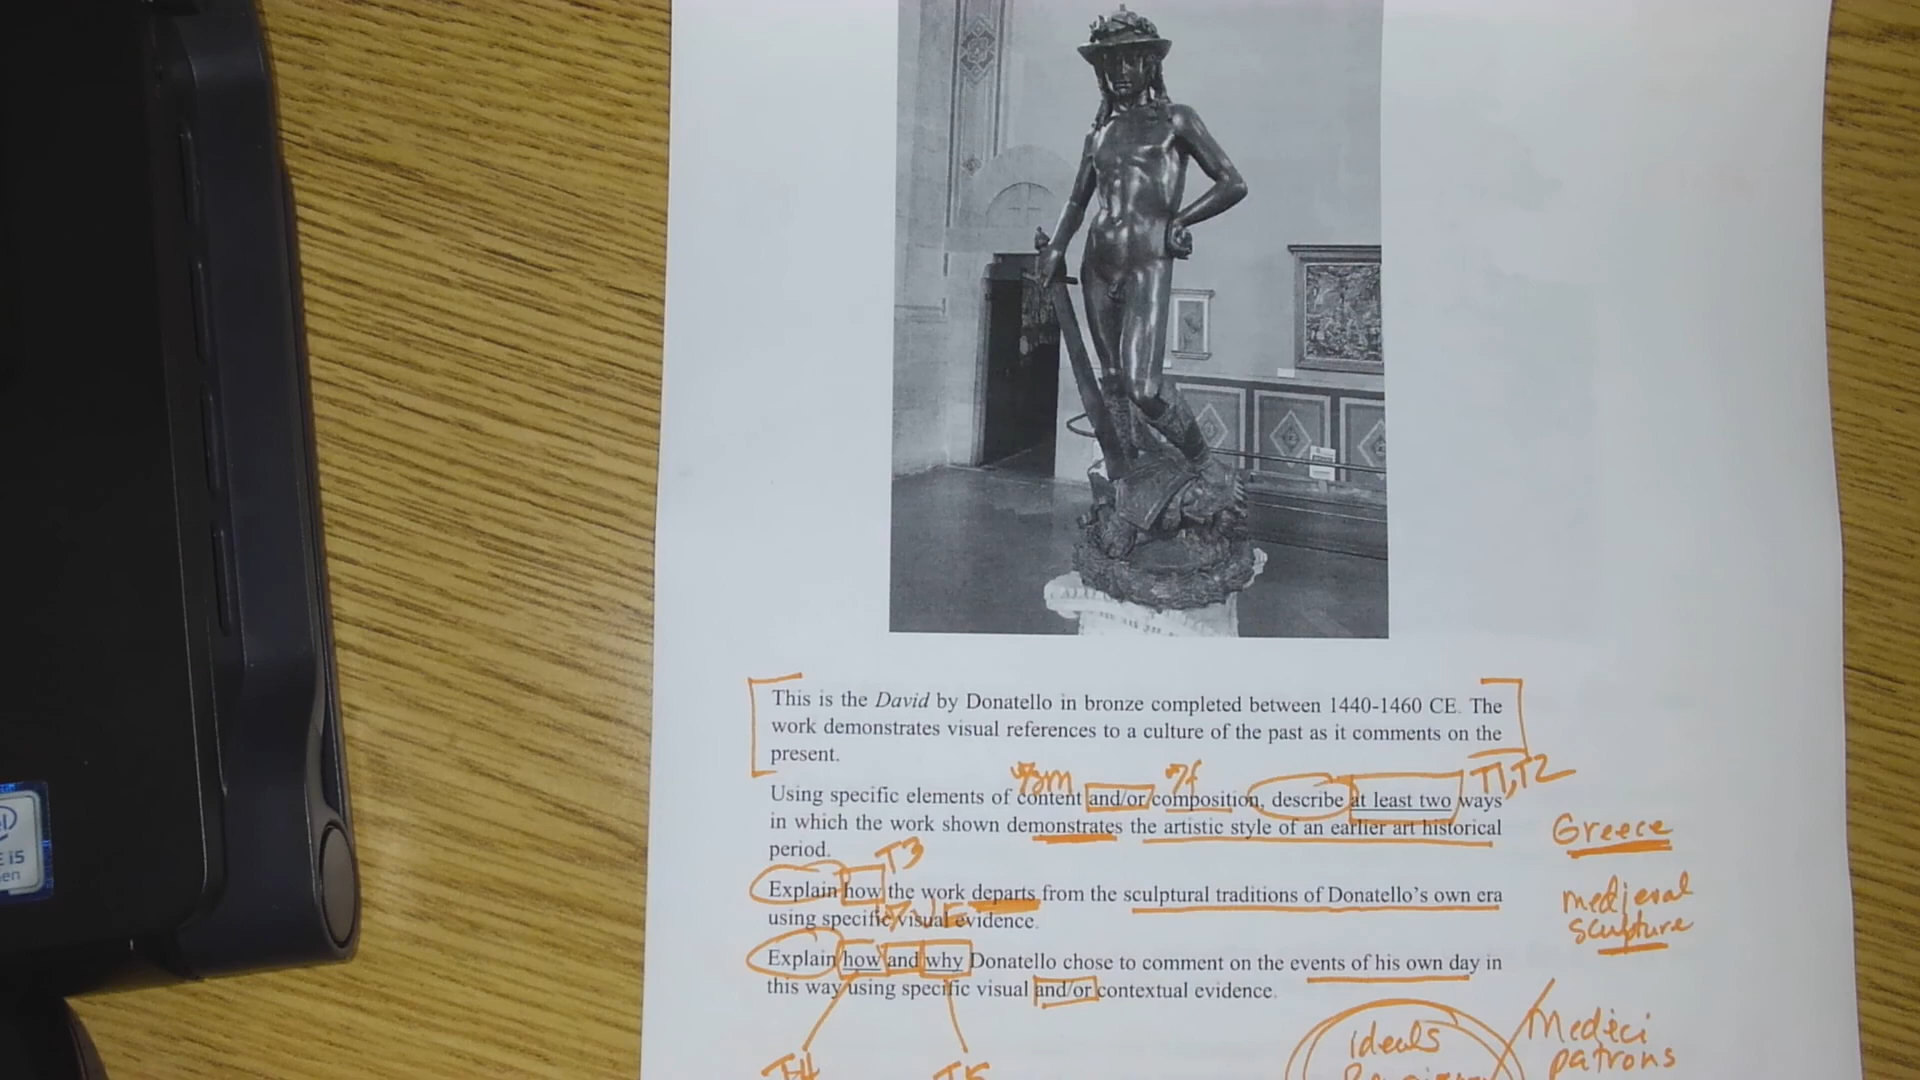 This is the David by Donatello in bronze completed between 1440-1460 CE. The
work demonstrates visual references to a culture of the past as it comments on the
present.
T1, T2
Using specific elements of content and/or composition, describe at least two ways
in which the work shown demonstrates the artistic style of an earlier art historical
period.
Greece
T3
Explain how the work departs from the sculptural traditions of Donatello's own era
using specific visual evidence.
medieval
sculpture
Explain how and why Donatello chose to comment on the events of his own day in
this way using specific visual and/or contextual evidence.
T4
T5
ideals
Medici
patrons